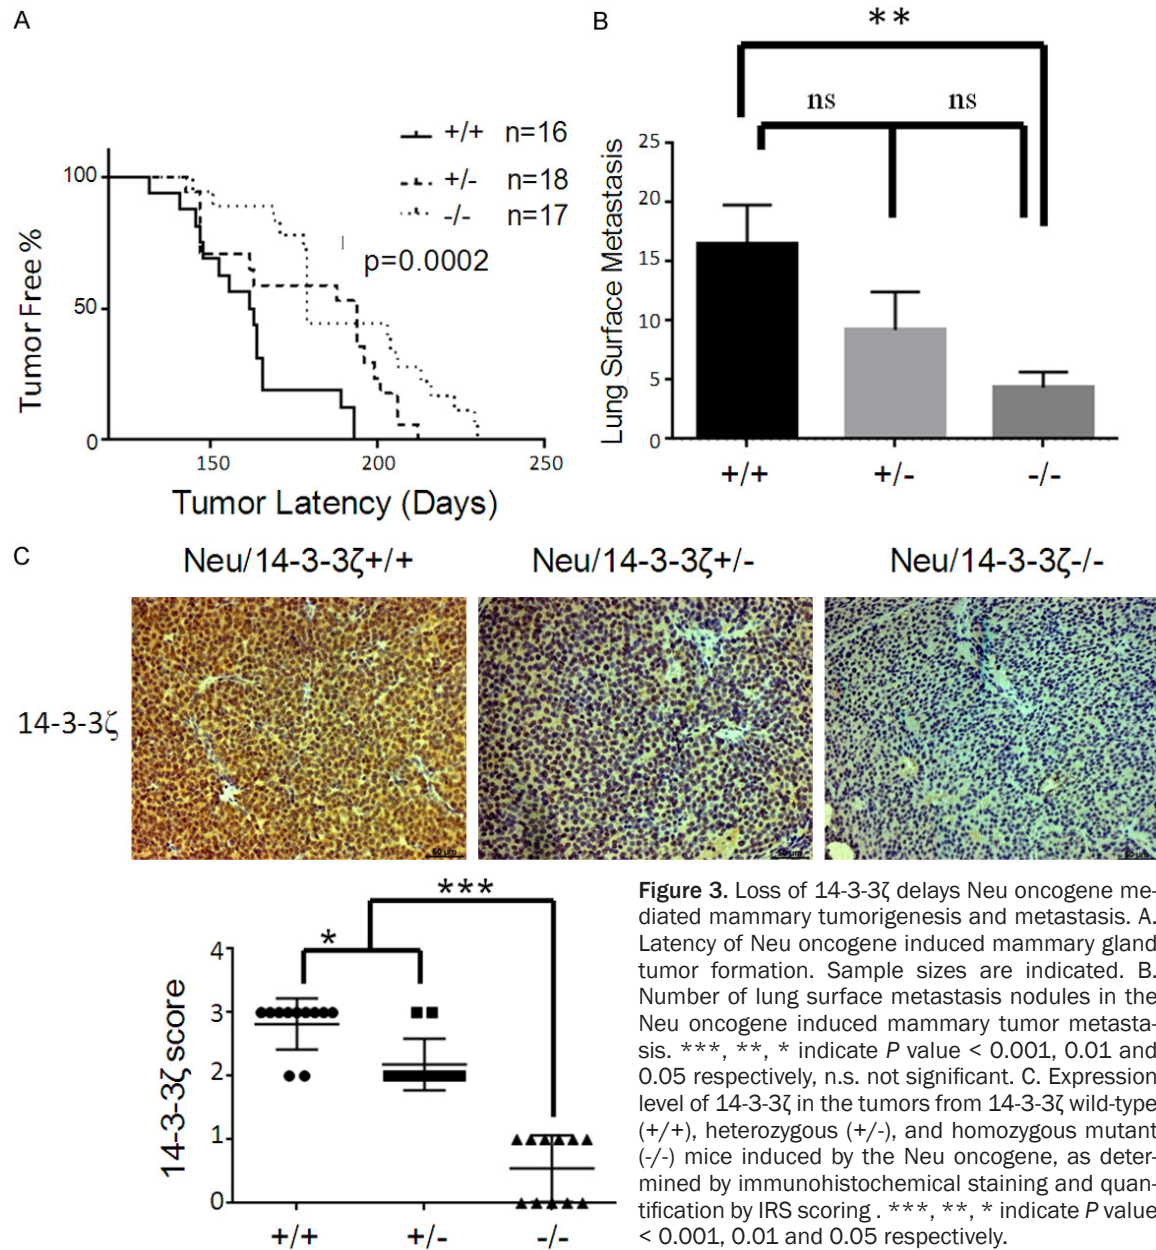 A
+/+ n=16
+/- n=18
-/- n=17
p=0.0002
Tumor Free %
100
50
0
150
200
250
Tumor Latency (Days)
B
**
ns
ns
Lung_Surface Metastasis
25
20
15
10
5
0
+/+
+/-
-/-
C
Neu/14-3-3ζ+/+
Neu/14-3-3ζ+/-
Neu/14-3-3ζ-/-
14-3-3ζ
50 µm
50 µm
50 µm
***
*
14-3-3ζ score
4
3
2
1
0
+/+
+/-
-/-
Figure 3. Loss of 14-3-3ζ delays Neu oncogene me-
diated mammary tumorigenesis and metastasis. A.
Latency of Neu oncogene induced mammary gland
tumor formation. Sample sizes are indicated. B.
Number of lung surface metastasis nodules in the
Neu oncogene induced mammary tumor metasta-
sis. ***, **, * indicate P value < 0.001, 0.01 and
0.05 respectively, n.s. not significant. C. Expression
level of 14-3-3ζ in the tumors from 14-3-3ζ wild-type
(+/+), heterozygous (+/-), and homozygous mutant
(-/-) mice induced by the Neu oncogene, as deter-
mined by immunohistochemical staining and quan-
tification by IRS scoring . ***, **, * indicate P value
< 0.001, 0.01 and 0.05 respectively.